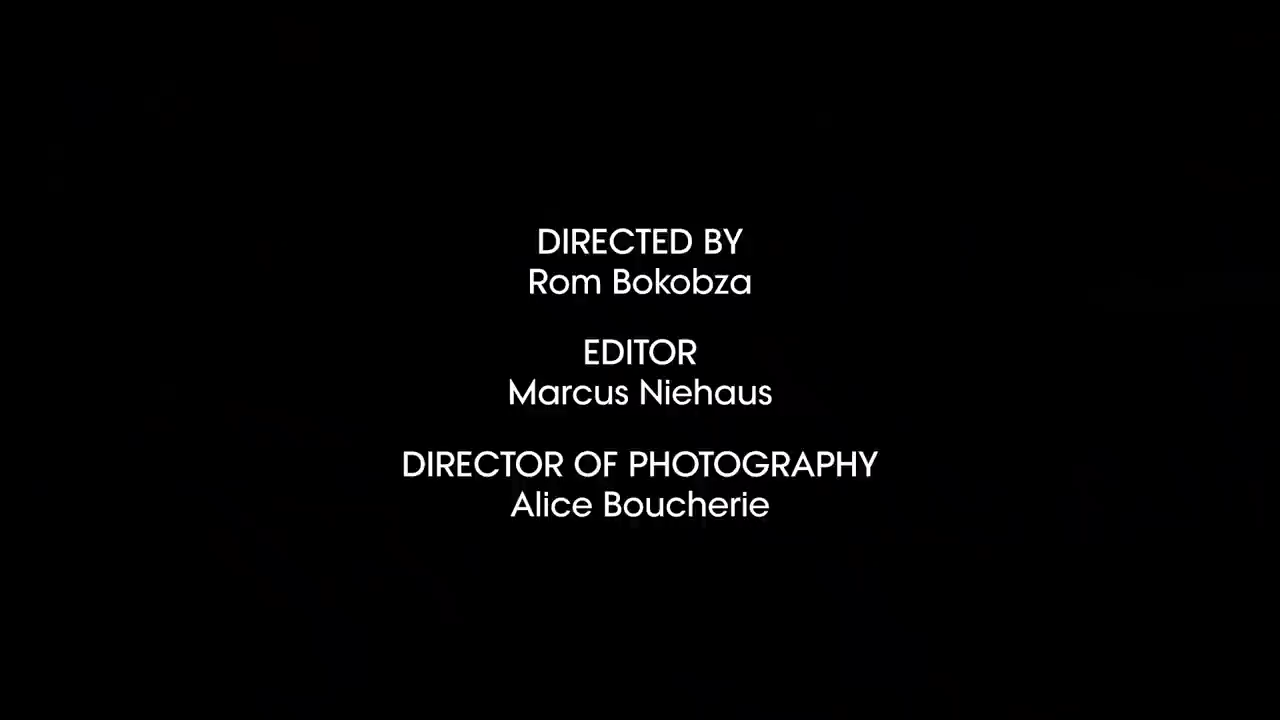 DIRECTED BY
Rom Bokobza
EDITOR
Marcus Niehaus
DIRECTOR OF PHOTOGRAPHY
Alice Boucherie